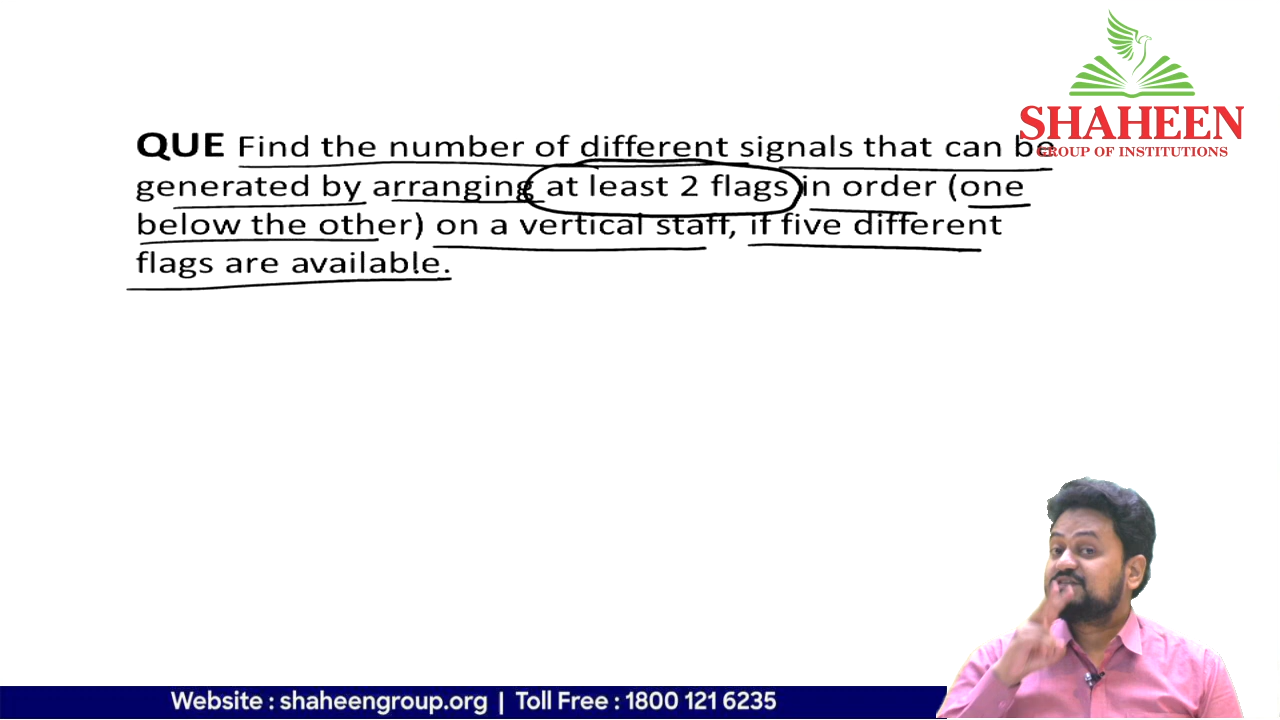 SHAHEEN
GROUP OF INSTITUTIONS
QUE Find the number of different signals that can be
generated by arranging at least 2 flags in order (one
below the other) on a vertical staff, if five different
flags are available.
Website : shaheengroup.org | Toll Free : 1800 121 6235